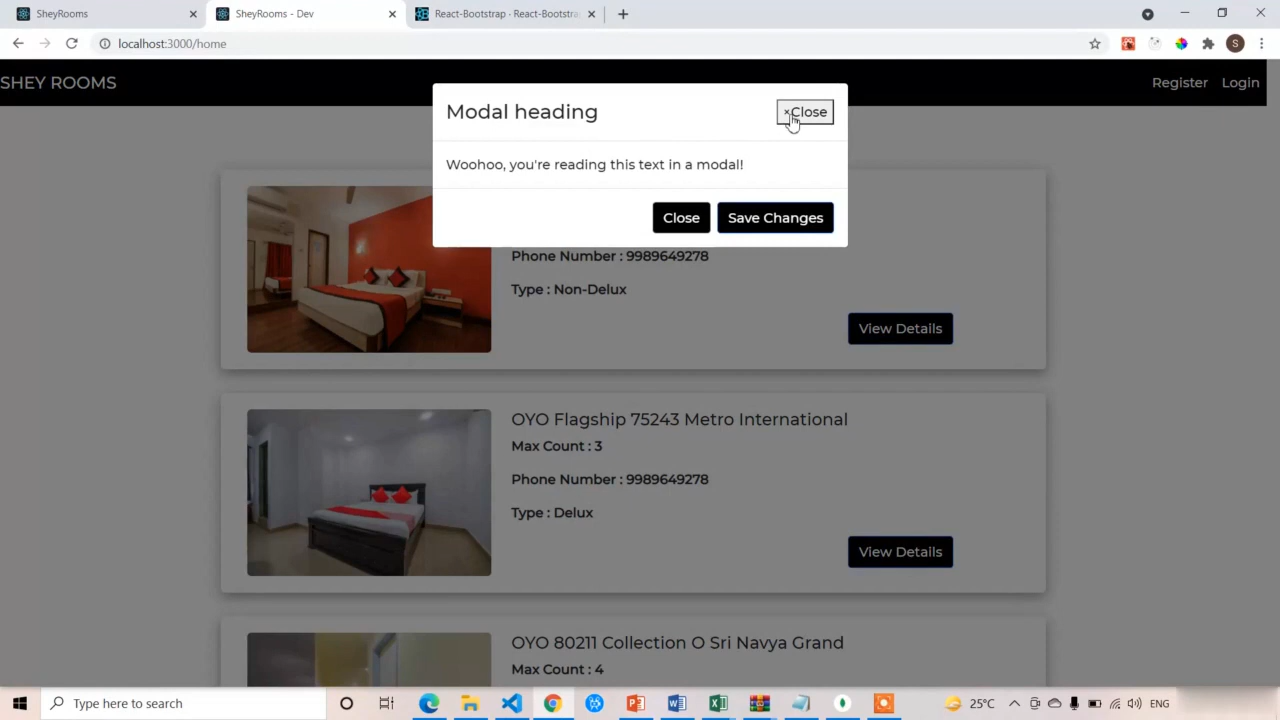 SheyRooms
SheyRooms - Dev
React-Bootstrap · React-Bootstra
localhost:3000/home
S
SHEY ROOMS
Register
Login
Modal heading
×Close
Woohoo, you're reading this text in a modal!
Close
Save Changes
Phone Number : 9989649278
Type : Non-Delux
View Details
OYO Flagship 75243 Metro International
Max Count : 3
Phone Number : 9989649278
Type : Delux
View Details
OYO 80211 Collection O Sri Navya Grand
Max Count : 4
Type here to search
25°C
ENG